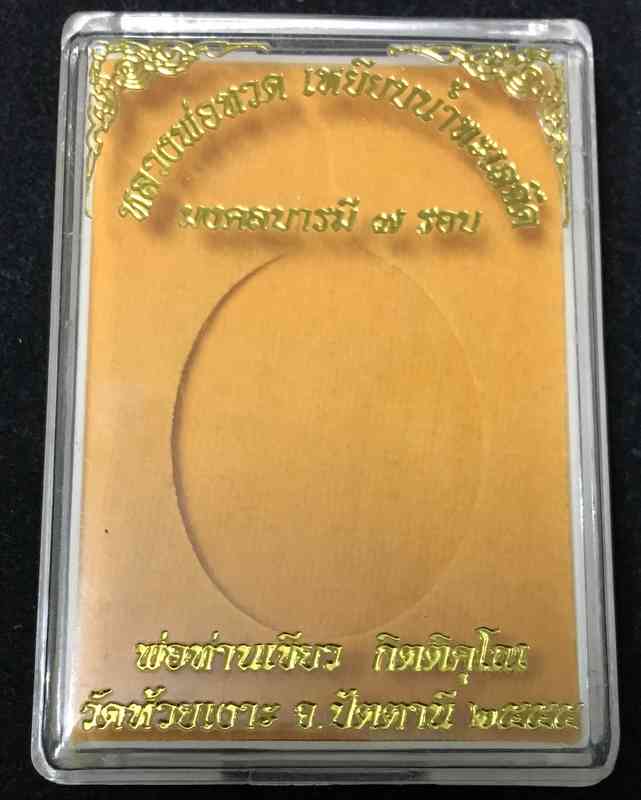 หลวงพ่อทวด เหยียบน้ำทะเลจืด
มงคลบารมี ๗ รอบ
พ่อท่านเขียว กิตติคุโณ
วัดห้วยเงาะ จ.ปัตตานี ๒๕๕๕